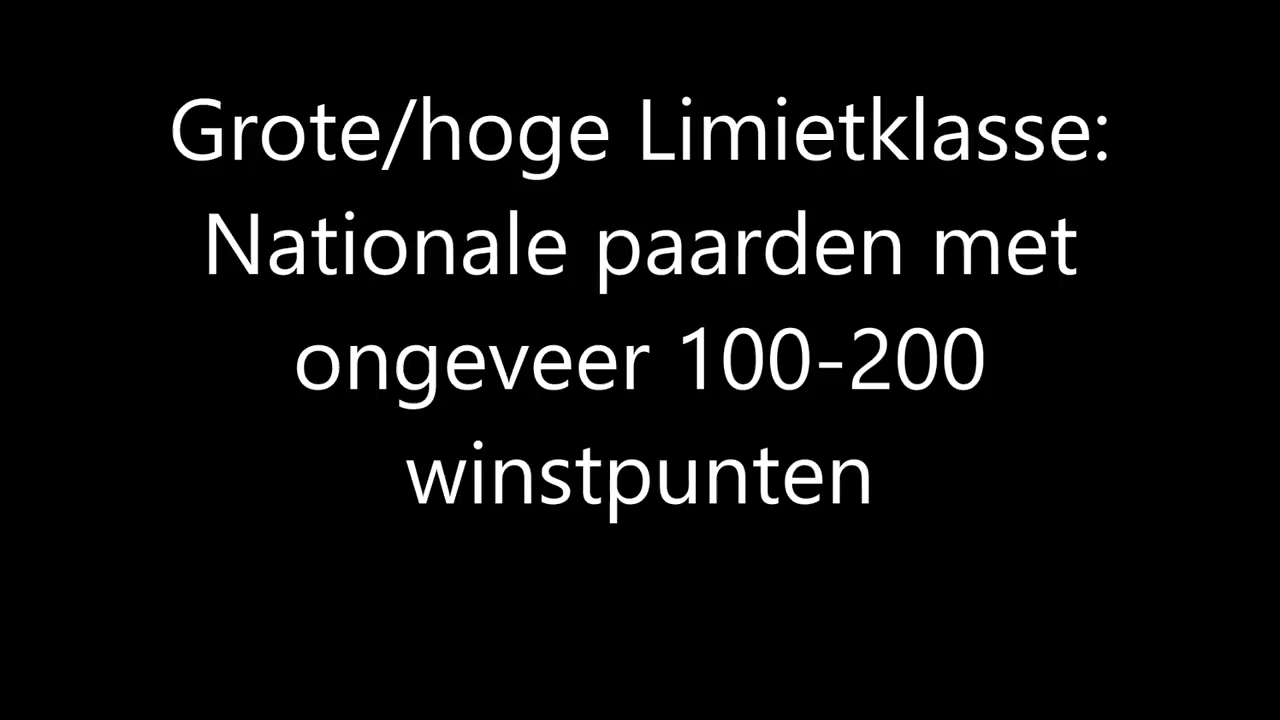 Grote/hoge Limietklasse:
Nationale paarden met
ongeveer 100-200
winstpunten